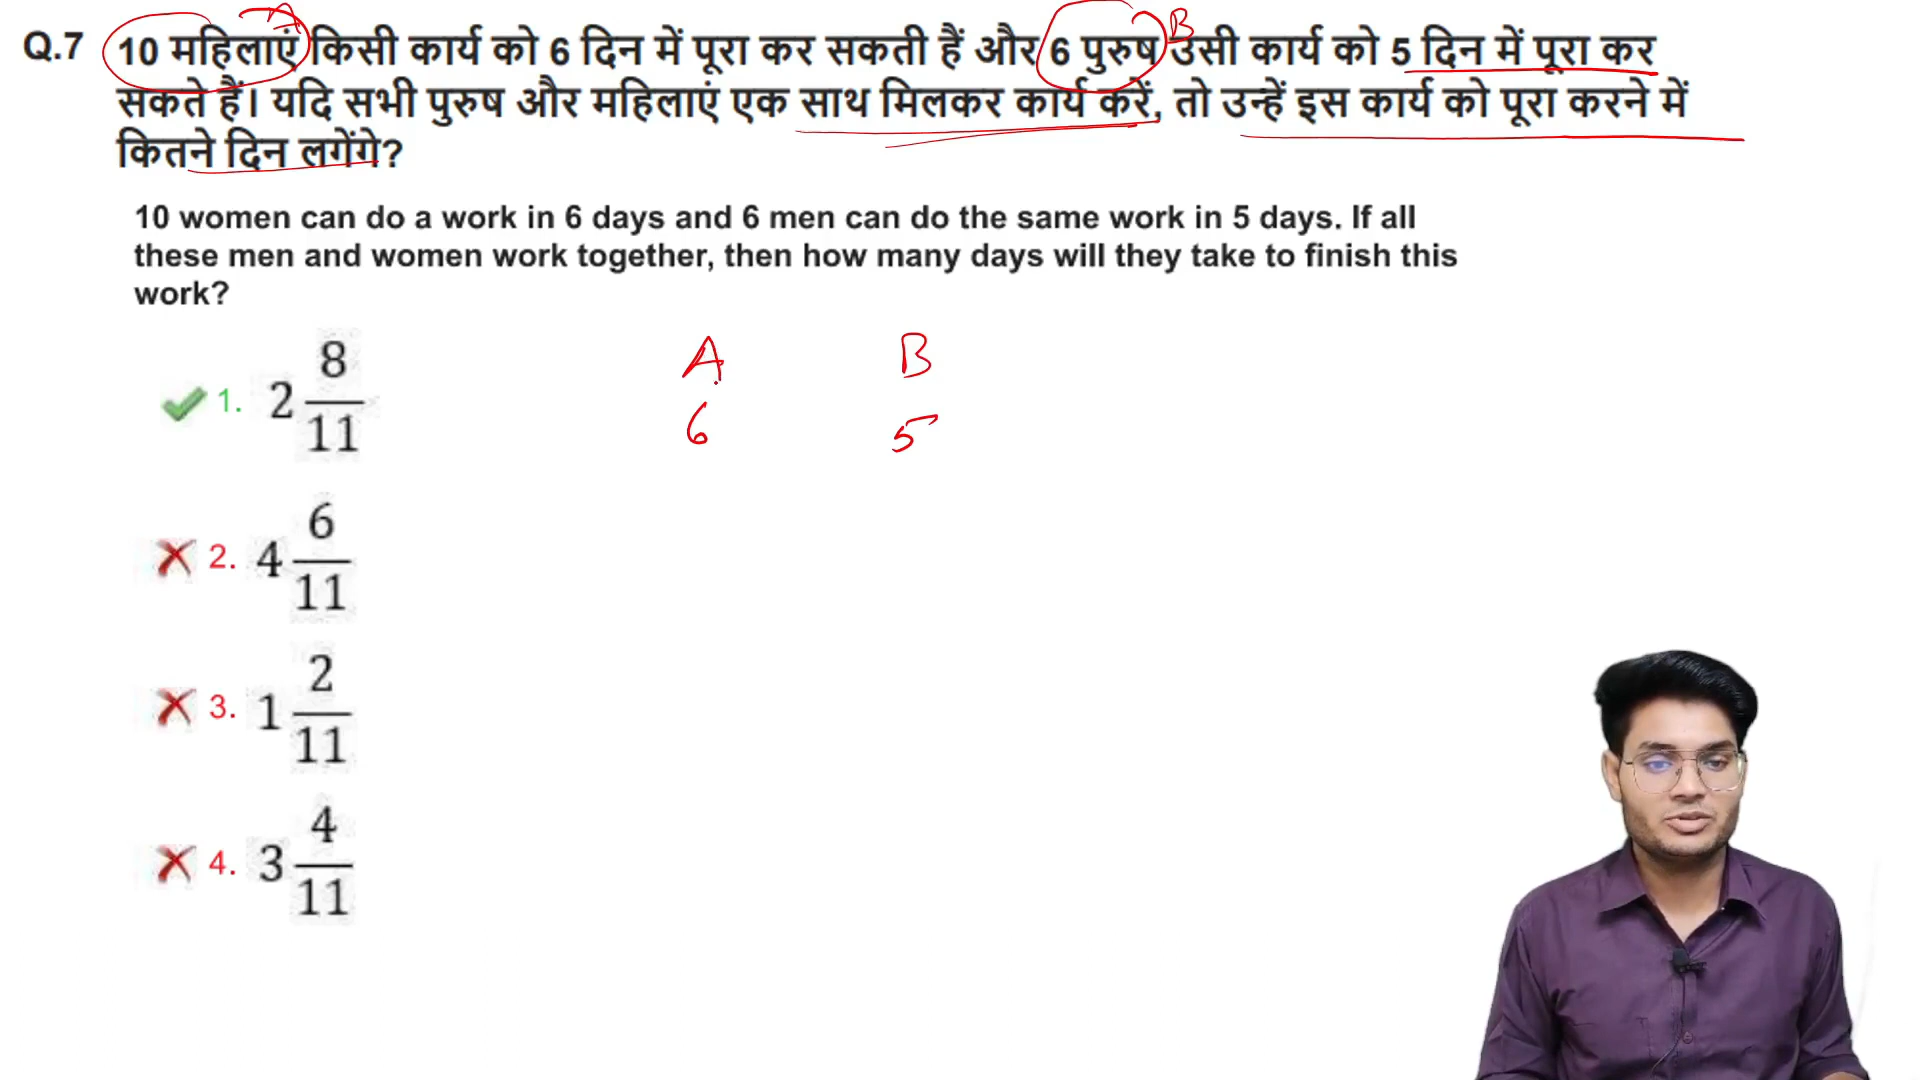 Q.7 10 महिलाएं किसी कार्य को 6 दिन में पूरा कर सकती हैं और 6 पुरुष उसी कार्य को 5 दिन में पूरा कर
सकते हैं। यदि सभी पुरुष और महिलाएं एक साथ मिलकर कार्य करें, तो उन्हें इस कार्य को पूरा करने में
कितने दिन लगेंगे?
A B
10 women can do a work in 6 days and 6 men can do the same work in 5 days. If all
these men and women work together, then how many days will they take to finish this
work?
1. 2 8/11
2. 4 6/11
3. 1 2/11
4. 3 4/11
A B
6 5